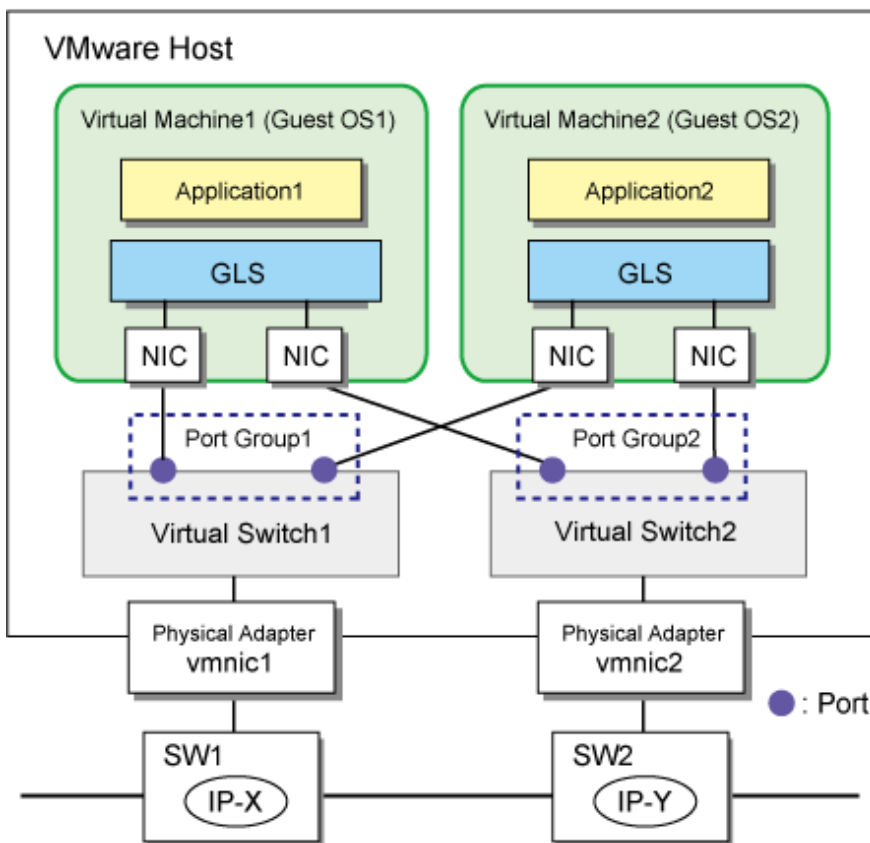 VMware Host
Virtual Machine1 (Guest OS1)
Virtual Machine2 (Guest OS2)
Application1
Application2
GLS
GLS
NIC
NIC
NIC
NIC
Port Group1
Port Group2
Virtual Switch1
Virtual Switch2
Physical Adapter
vmnic1
Physical Adapter
vmnic2
: Port
SW1
IP-X
SW2
IP-Y